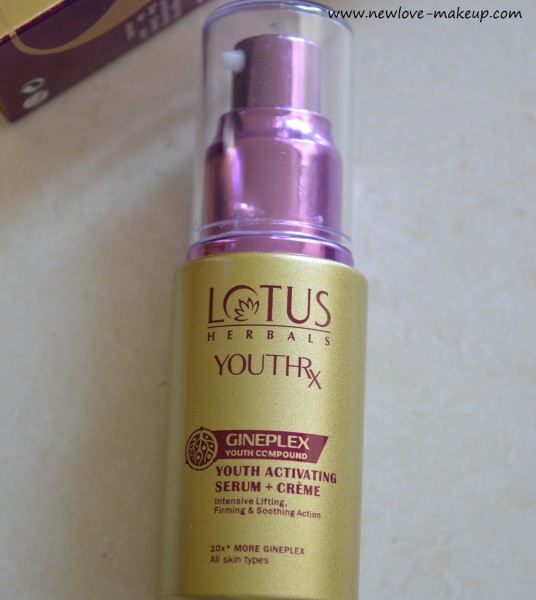 www.newlove-makeup.com
LOTUS
HERBALS
YOUTHRx
GINEPLEX
YOUTH COMPOUND
YOUTH ACTIVATING
SERUM + CRÈME
Intensive Lifting,
Firming & Soothing Action
10x* MORE GINEPLEX
All skin types